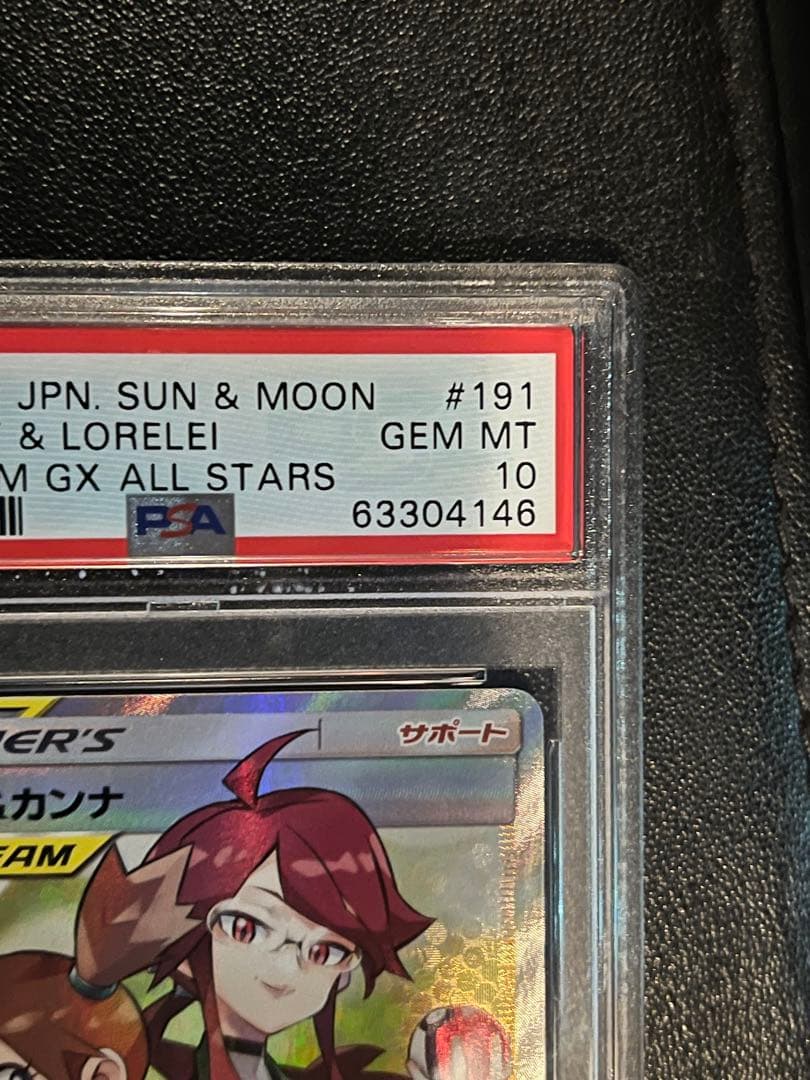 JPN. SUN & MOON #191
& LORELEI GEM MT
M GX ALL STARS 10
PSA 63304146
ER'S サポート
&カンナ
EAM